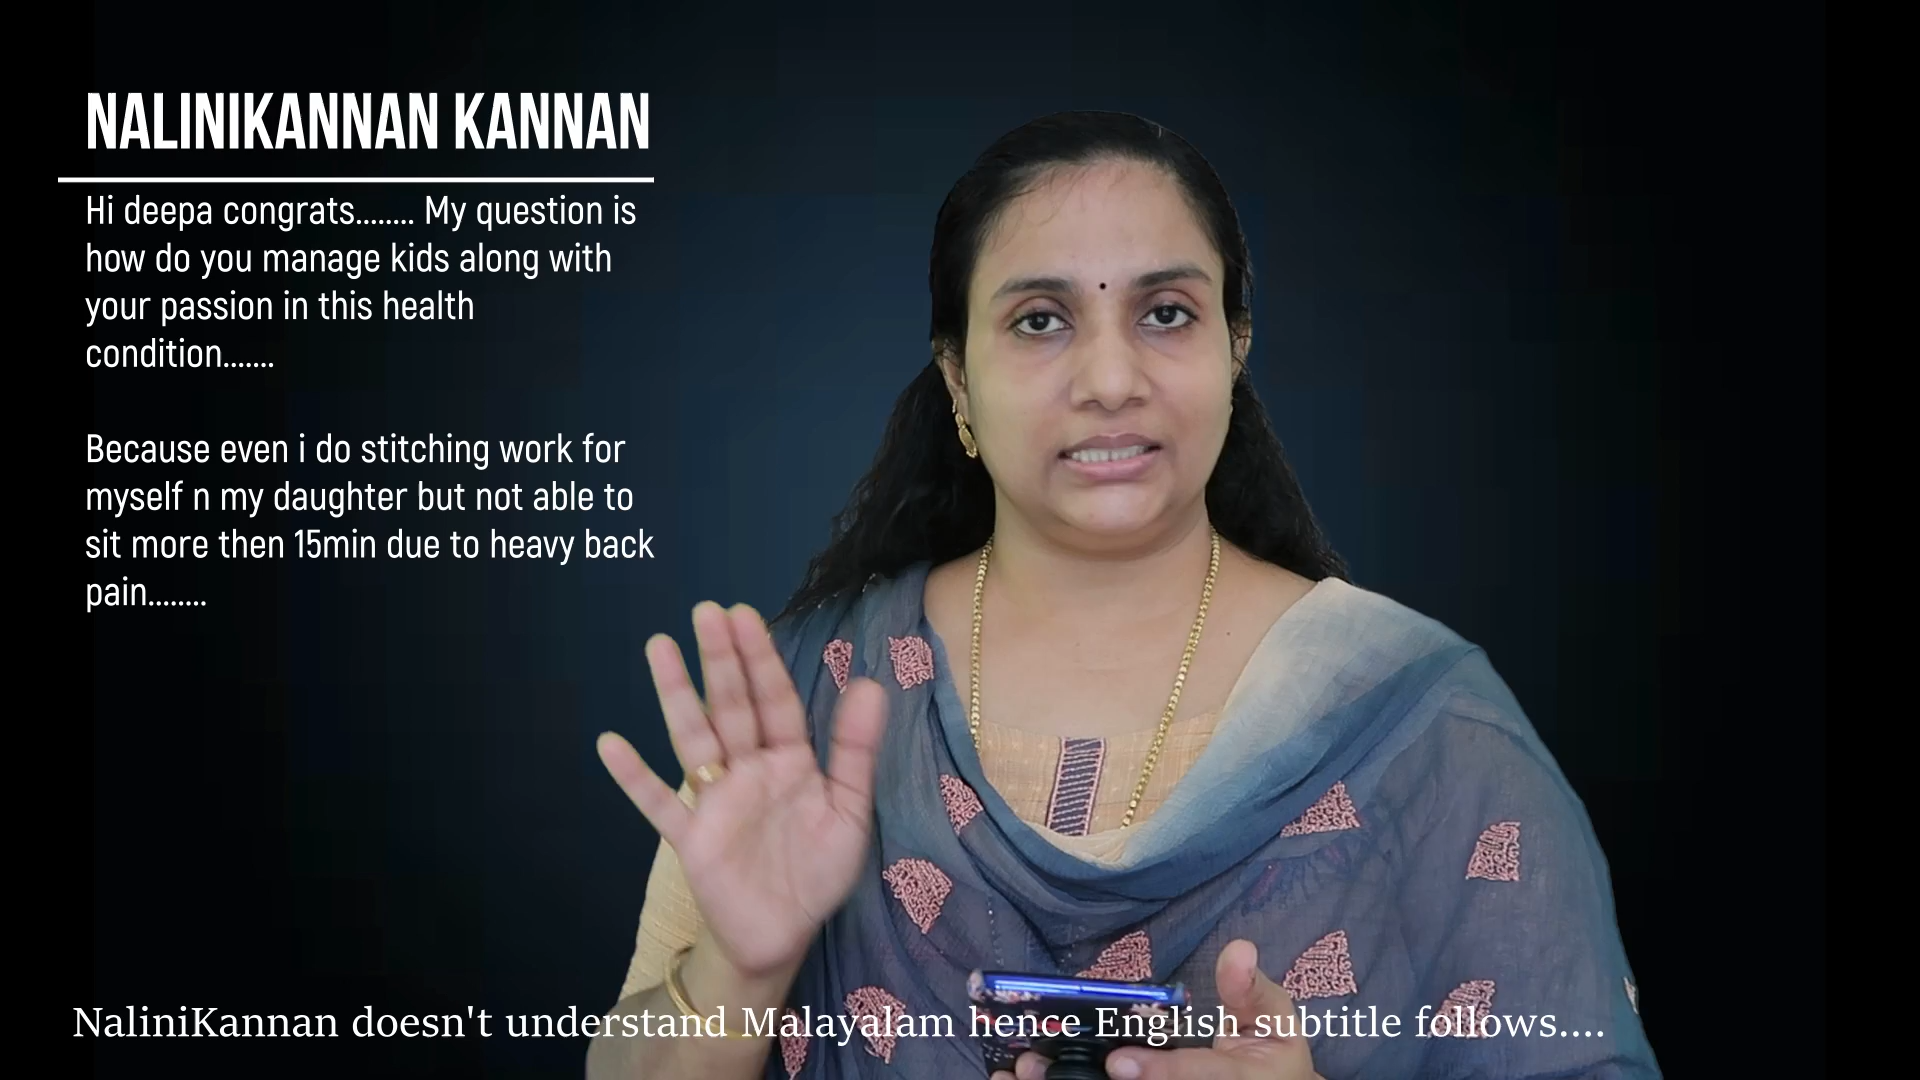 NALINIKANNAN KANNAN
Hi deepa congrats........ My question is
how do you manage kids along with
your passion in this health
condition.......
Because even i do stitching work for
myself n my daughter but not able to
sit more then 15min due to heavy back
pain........
NaliniKannan doesn't understand Malayalam hence English subtitle follows....